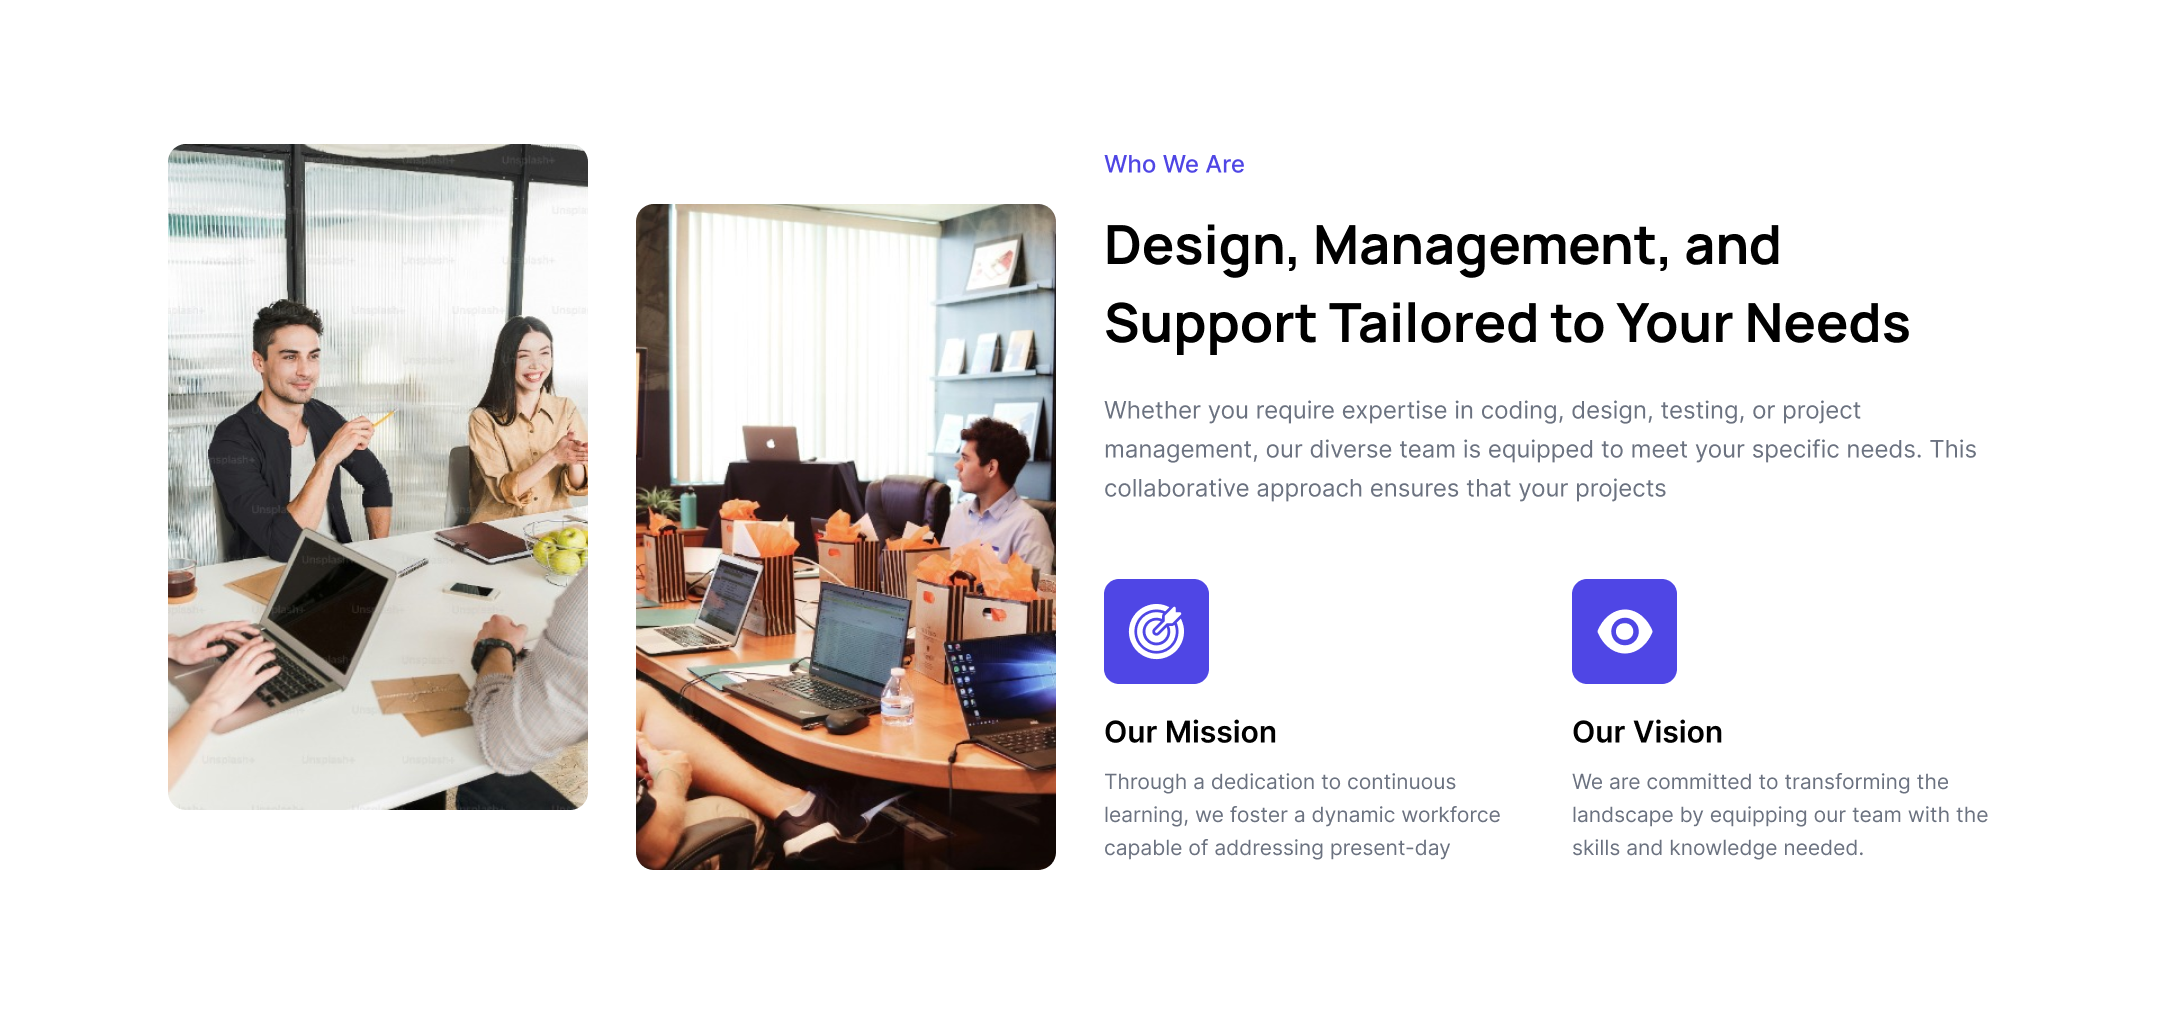 Who We Are
Design, Management, and
Support Tailored to Your Needs
Whether you require expertise in coding, design, testing, or project
management, our diverse team is equipped to meet your specific needs. This
collaborative approach ensures that your projects
Our Mission
Through a dedication to continuous
learning, we foster a dynamic workforce
capable of addressing present-day
Our Vision
We are committed to transforming the
landscape by equipping our team with the
skills and knowledge needed.
Unsplash+